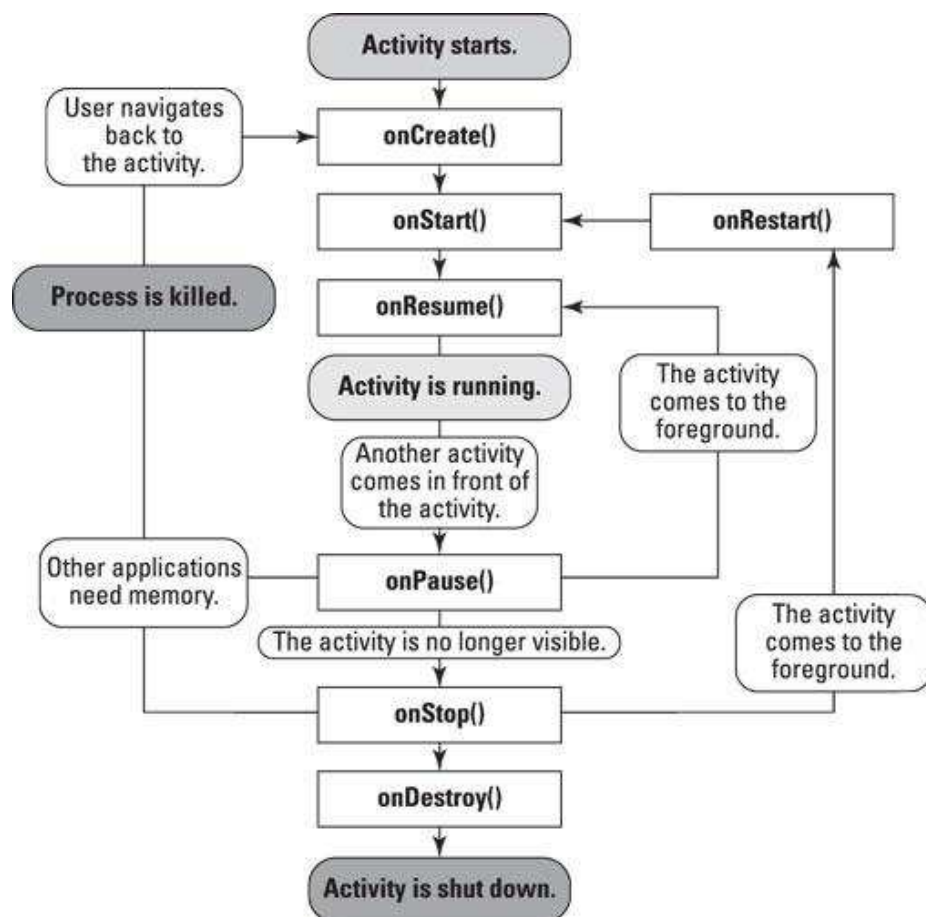 Activity starts.
User navigates
back to
the activity.
onCreate()
onStart()
onRestart()
Process is killed.
onResume()
Activity is running.
The activity
comes to the
foreground.
Another activity
comes in front of
the activity.
Other applications
need memory.
onPause()
The activity
comes to the
foreground.
The activity is no longer visible.
onStop()
onDestroy()
Activity is shut down.